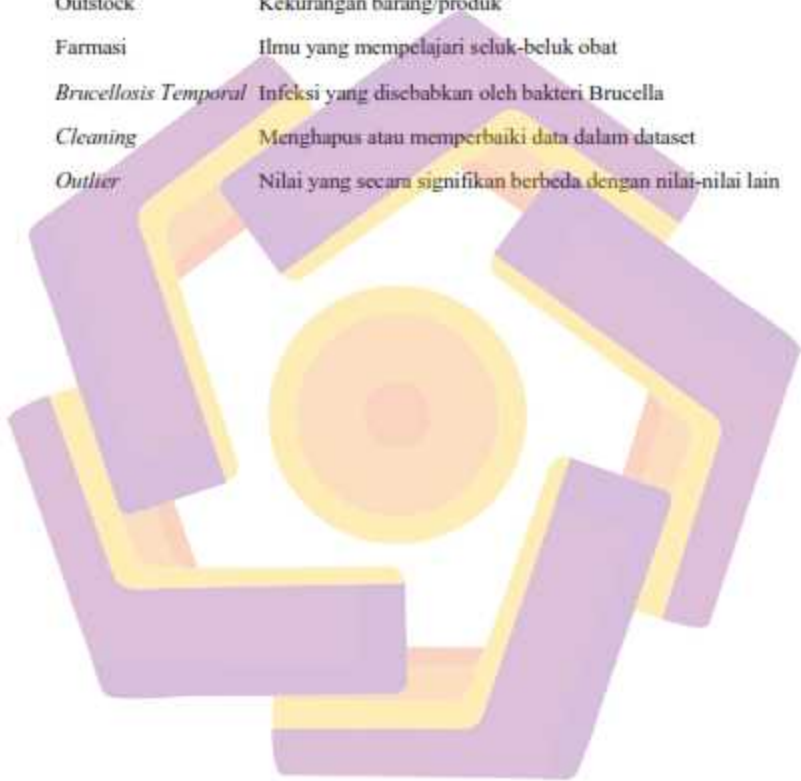 Outstock Kekurangan barang/produk
Farmasi Ilmu yang mempelajari seluk-beluk obat
Brucellosis Temporal Infeksi yang disebabkan oleh bakteri Brucella
Cleaning Menghapus atau memperbaiki data dalam dataset
Outlier Nilai yang secara signifikan berbeda dengan nilai-nilai lain